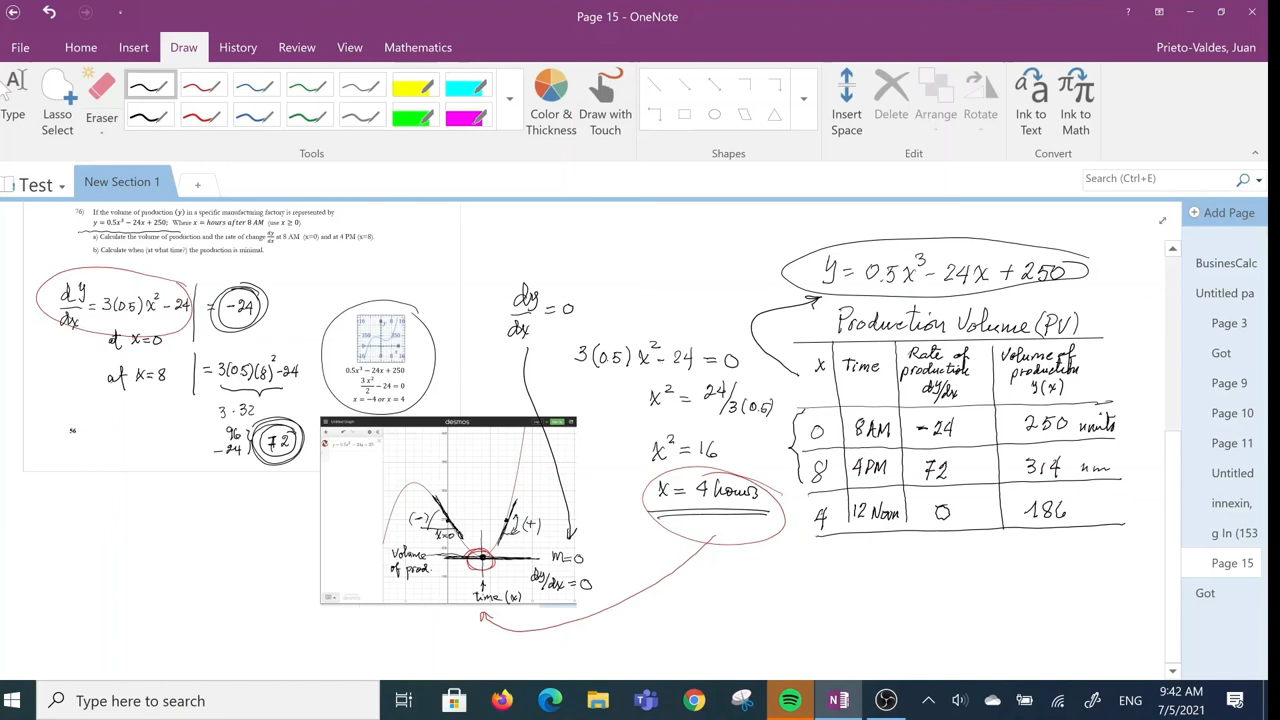 Page 15 - OneNote
?
File Home Insert Draw History Review View Mathematics
Prieto-Valdes, Juan
Type
Lasso Select
Eraser
Color & Thickness
Draw with Touch
Insert Space
Delete Arrange Rotate
Ink to Text
Ink to Math
Tools
Shapes
Edit
Convert
Test
New Section 1
+
Search (Ctrl+E)
Add Page
BusinesCalc
Untitled pa
Page 3
Got
Page 9
Page 10
Page 11
Untitled
innexin,
g In (153
Page 15
Got
76) If the volume of production (y) in a specific manufacturing factory is represented by
y = 0.5x³ − 24x + 250; Where x = hours after 8 AM (use x ≥ 0)
a) Calculate the volume of production and the rate of change dy/dx at 8 AM (x=0) and at 4 PM (x=8).
b) Calculate when (at what time?) the production is minimal.
dy/dx = 3(0.5)x² - 24 | = -24
at x=0
at x=8 | = 3(0.5)(8)² - 24
3 · 32
96
- 24 } 72
56
0.5x³ − 24x + 250
3x²/2 − 24 = 0
x = −4 or x = 4
Untitled Graph
desmos
(-)
x=0
(+)
Volume
of prod.
m=0
dy/dx = 0
time (x)
dy/dx = 0
3(0.5)x² - 24 = 0
x² = 24/3(0.5)
x² = 16
x = 4 hours
y = 0.5x³ - 24x + 250
Production Volume (PV)
x Time Rate of production dy/dx Volume of production y(x)
0 8AM -24 250 units
8 4PM 72 314
4 12 Noon 0 186
Type here to search
ENG
9:42 AM
7/5/2021